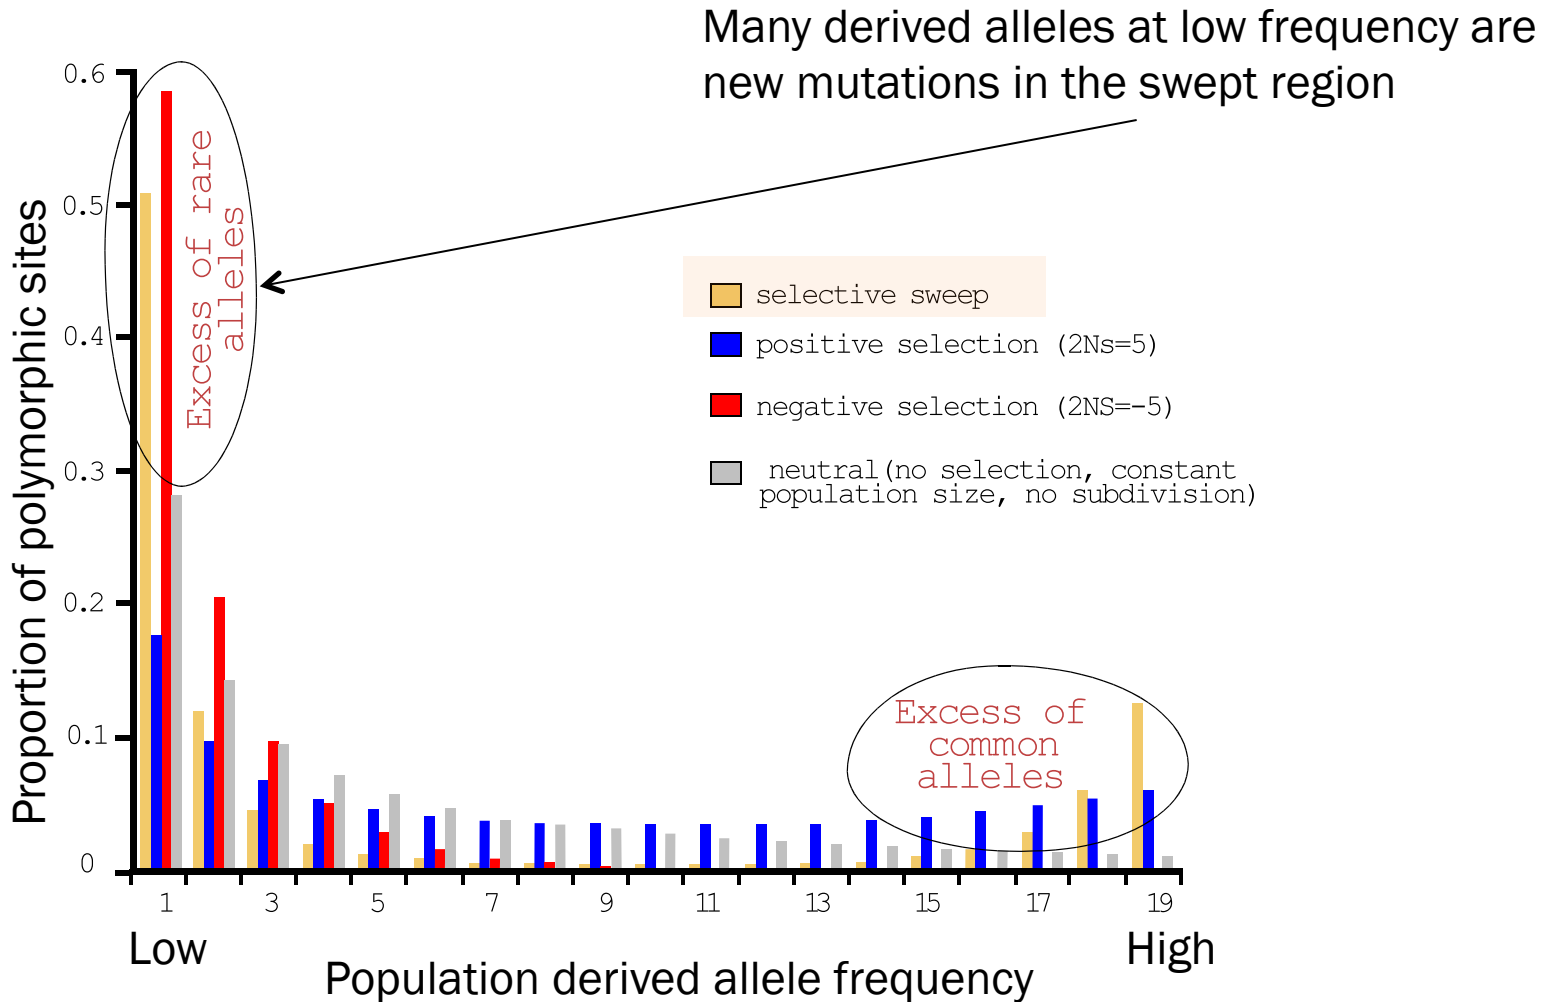 Many derived alleles at low frequency are
new mutations in the swept region
Proportion of polymorphic sites
0.6
0.5
0.4
0.3
0.2
0.1
0
Excess of rare
alleles
selective sweep
positive selection (2Ns=5)
negative selection (2NS=-5)
neutral(no selection, constant
population size, no subdivision)
Excess of
common
alleles
1 3 5 7 9 11 13 15 17 19
Low High
Population derived allele frequency